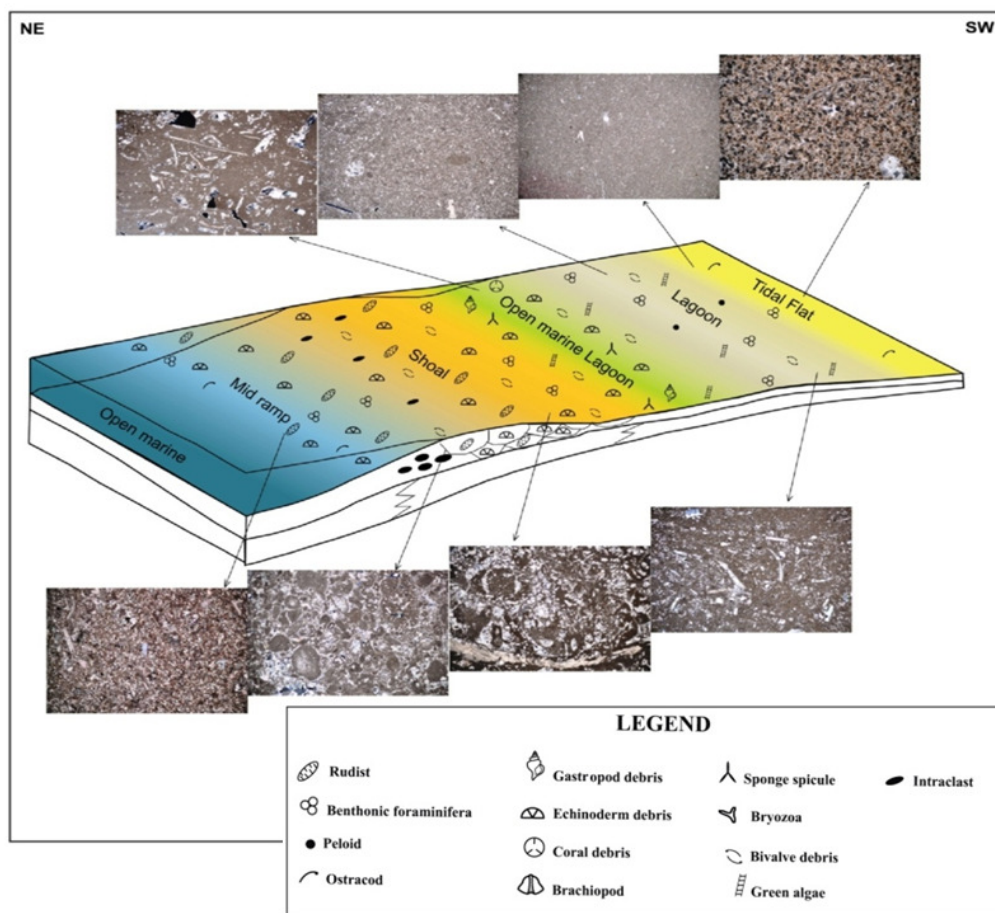 NE
SW
Tidal Flat
Lagoon
Open marine Lagoon
Shoal
Mid ramp
Open marine
LEGEND
Rudist
Gastropod debris
Sponge spicule
Intraclast
Benthonic foraminifera
Echinoderm debris
Bryozoa
Peloid
Coral debris
Bivalve debris
Ostracod
Brachiopod
Green algae